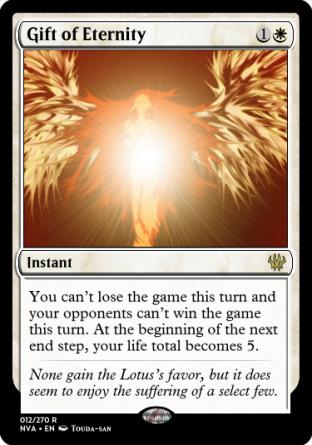 Gift of Eternity 1
Instant
You can't lose the game this turn and
your opponents can't win the game
this turn. At the beginning of the next
end step, your life total becomes 5.
None gain the Lotus's favor, but it does
seem to enjoy the suffering of a select few.
012/270 R
NVA • EN Touda-san